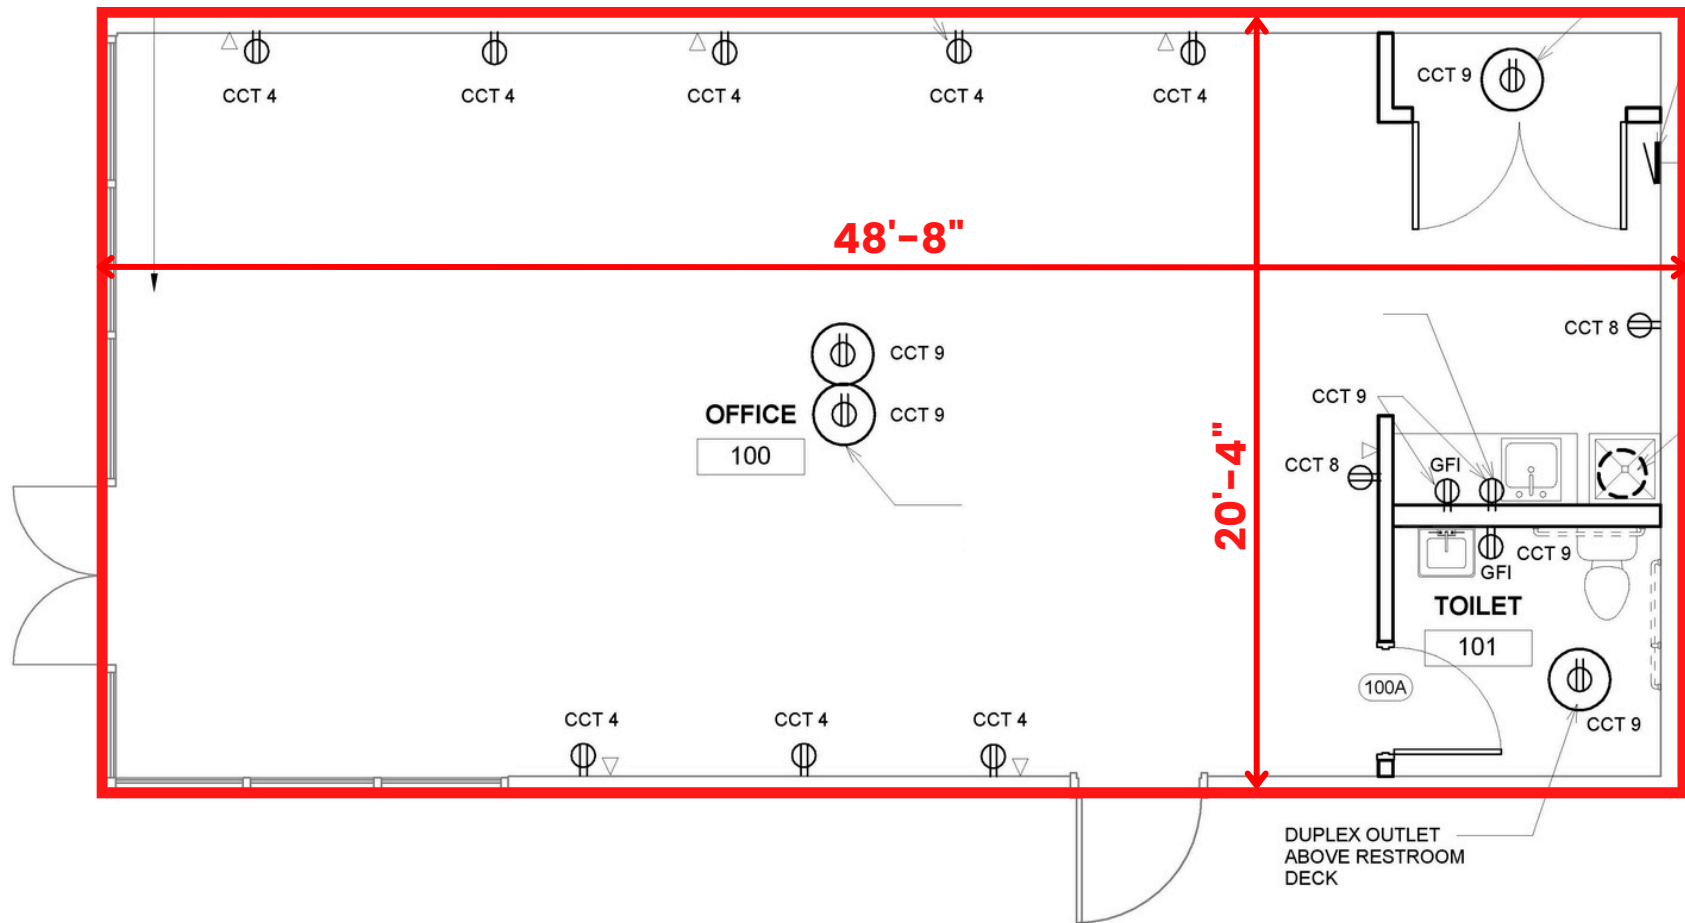 CCT 4
CCT 4
CCT 4
CCT 4
CCT 4
CCT 9
48'-8"
CCT 8
CCT 9
CCT 9
CCT 9
OFFICE
100
20'-4"
CCT 8
GFI
CCT 9
GFI
TOILET
101
100A
CCT 9
CCT 4
CCT 4
CCT 4
DUPLEX OUTLET
ABOVE RESTROOM
DECK